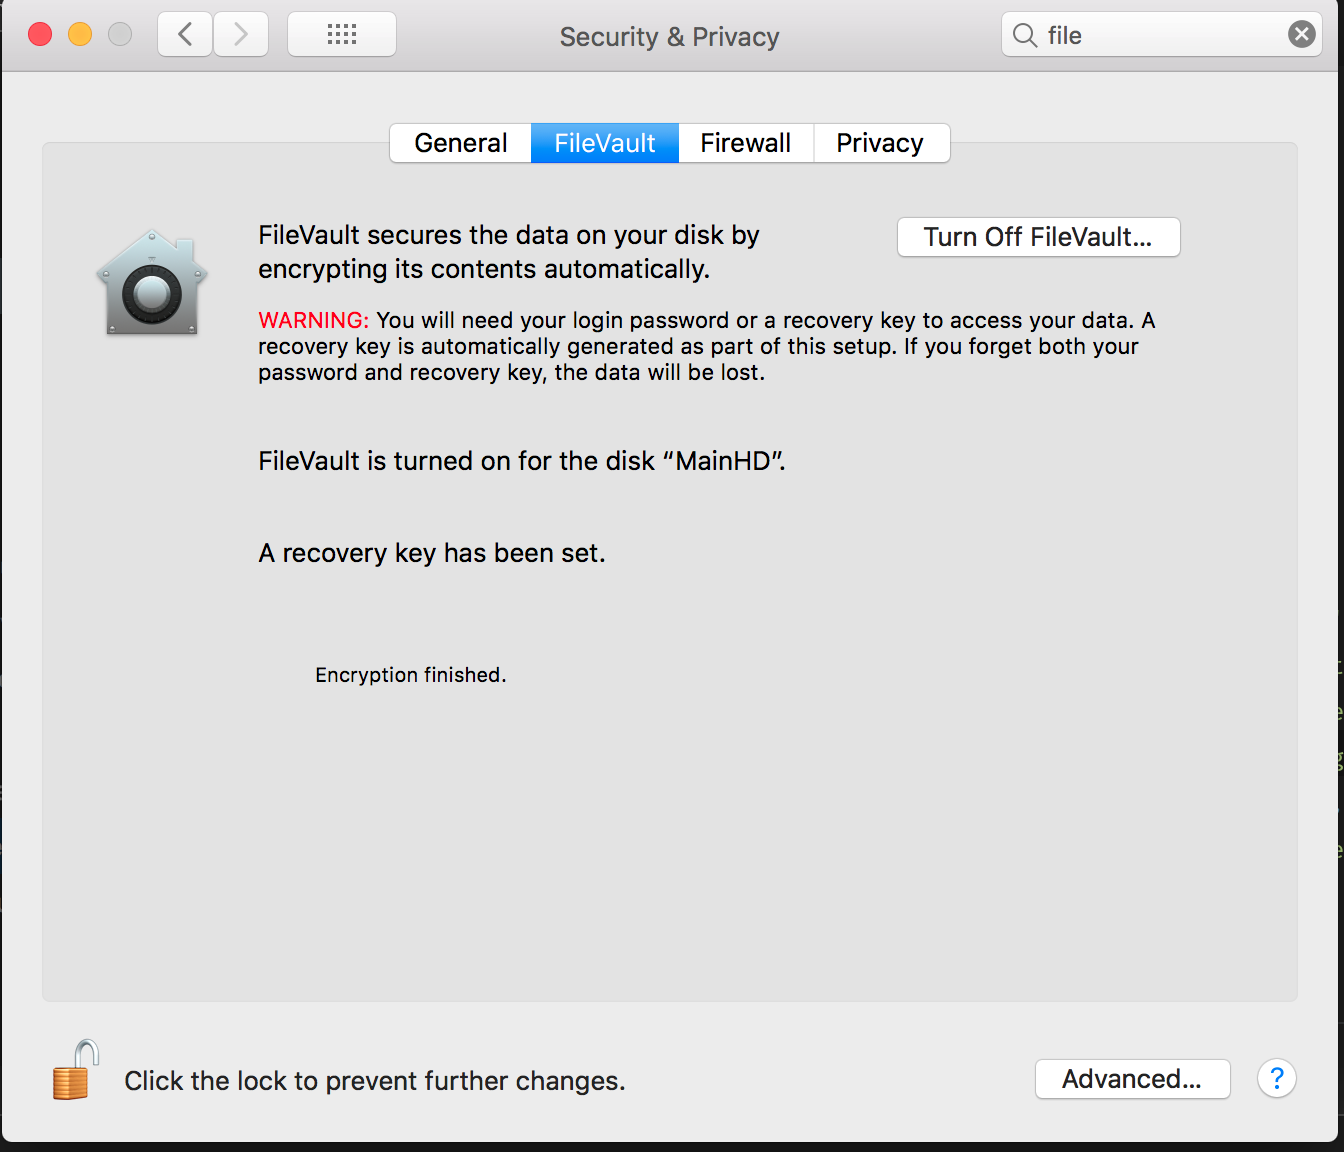 Security & Privacy
file
General
FileVault
Firewall
Privacy
FileVault secures the data on your disk by
encrypting its contents automatically.
Turn Off FileVault...
WARNING: You will need your login password or a recovery key to access your data. A
recovery key is automatically generated as part of this setup. If you forget both your
password and recovery key, the data will be lost.
FileVault is turned on for the disk “MainHD”.
A recovery key has been set.
Encryption finished.
Click the lock to prevent further changes.
Advanced...
?